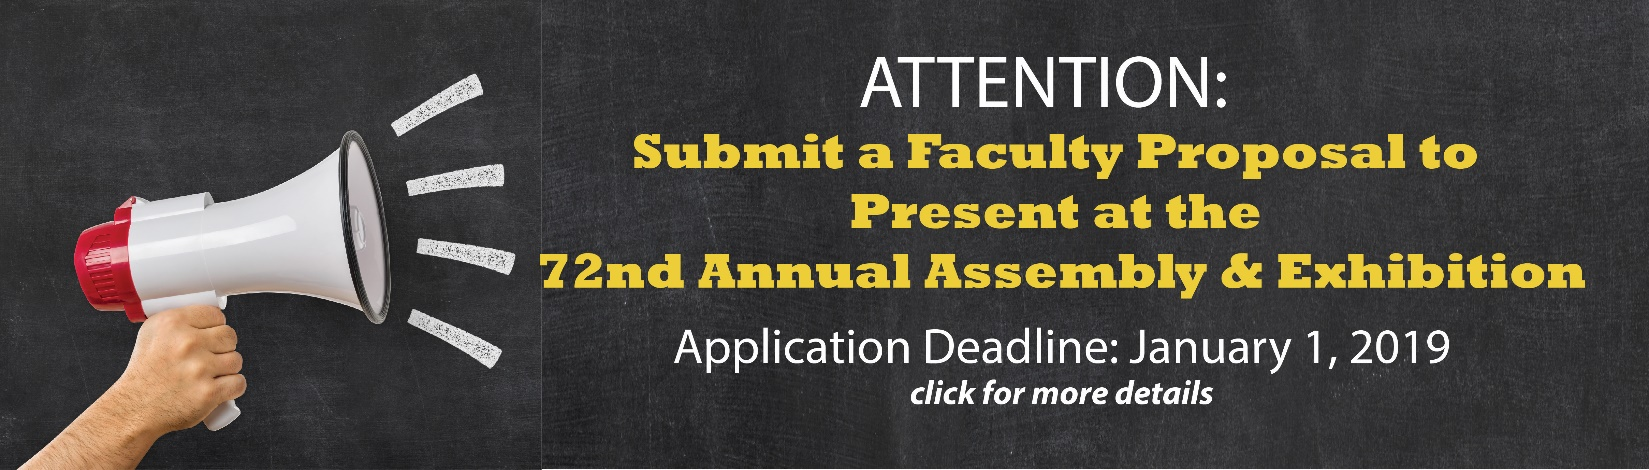 ATTENTION:
Submit a Faculty Proposal to
Present at the
72nd Annual Assembly & Exhibition
Application Deadline: January 1, 2019
click for more details